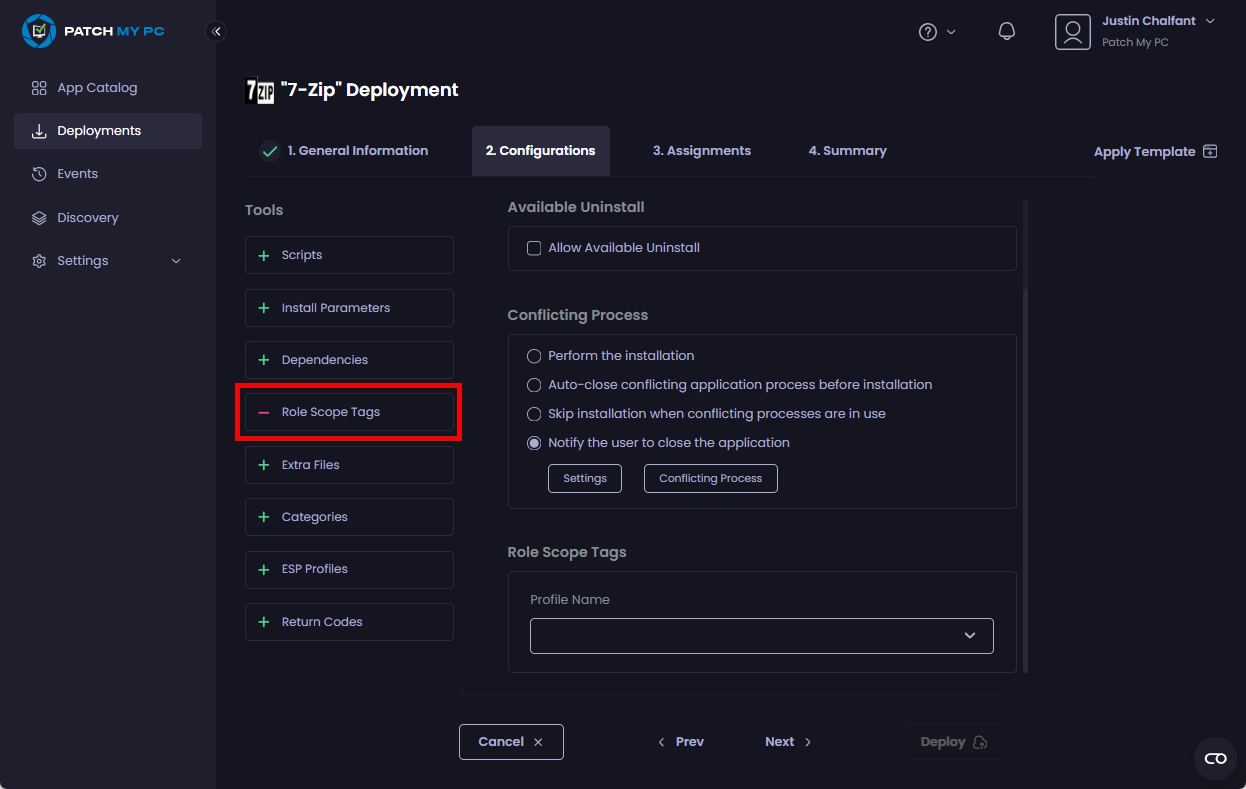 PATCH MY PC
App Catalog
Deployments
Events
Discovery
Settings
Justin Chalfant
Patch My PC
7ZIP "7-Zip" Deployment
1. General Information
2. Configurations
3. Assignments
4. Summary
Apply Template
Tools
Scripts
Install Parameters
Dependencies
Role Scope Tags
Extra Files
Categories
ESP Profiles
Return Codes
Available Uninstall
Allow Available Uninstall
Conflicting Process
Perform the installation
Auto-close conflicting application process before installation
Skip installation when conflicting processes are in use
Notify the user to close the application
Settings
Conflicting Process
Role Scope Tags
Profile Name
Cancel
Prev
Next
Deploy